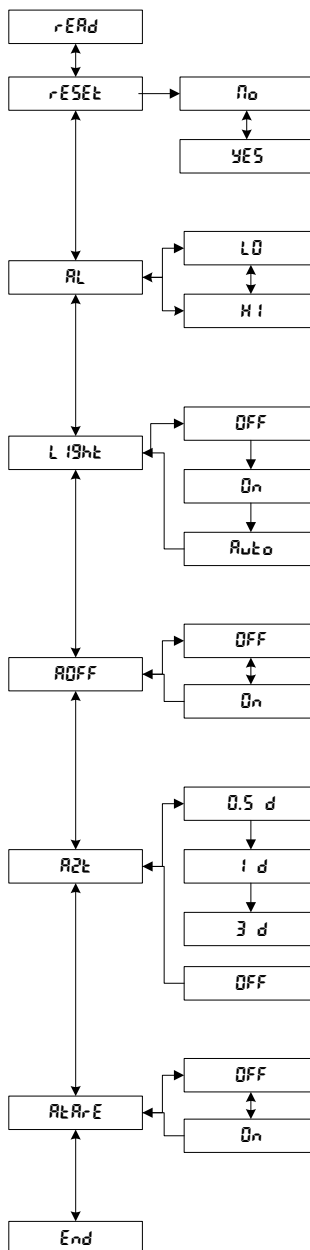 rEAd
rESEt
No
YES
AL
LO
HI
LIght
OFF
On
Auto
AOFF
OFF
On
A2t
0.5 d
1 d
3 d
OFF
AtArE
OFF
On
End